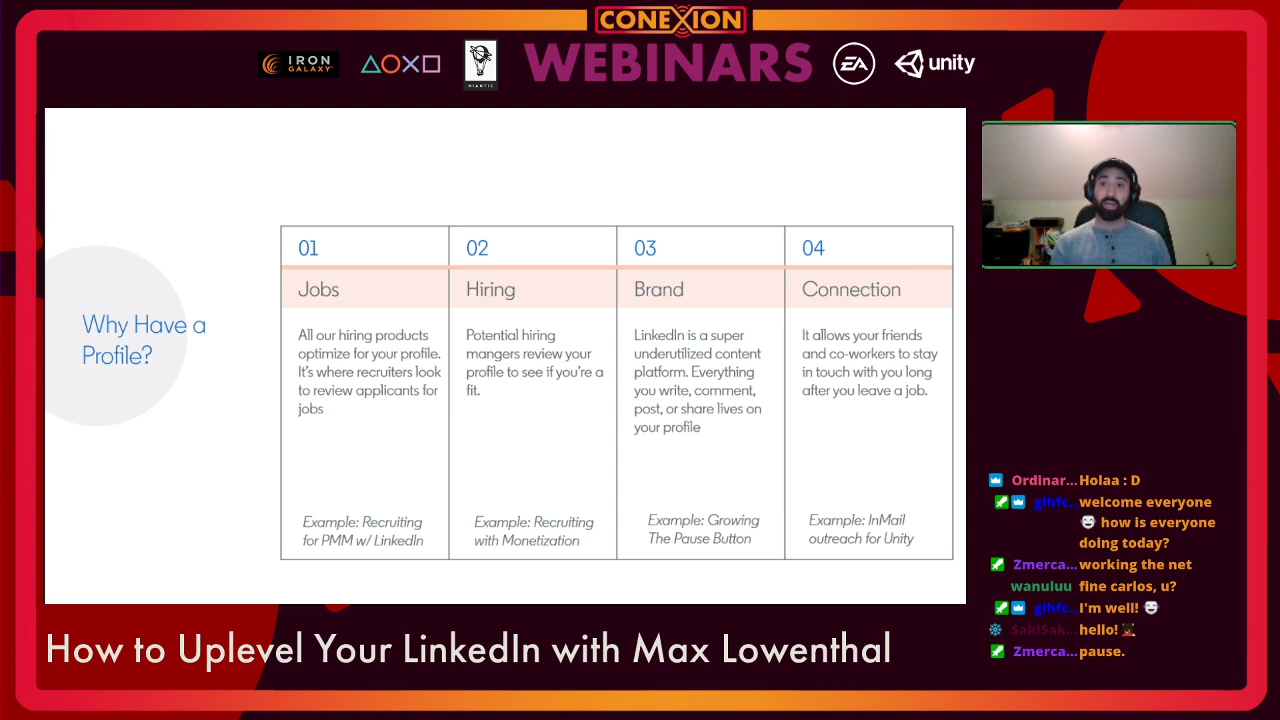 CONEXION
WEBINARS
IRON
GALAXY
NIANTIC
EA
unity
Why Have a
Profile?
01
Jobs
All our hiring products
optimize for your profile.
It's where recruiters look
to review applicants for
jobs
Example: Recruiting
for PMM w/ LinkedIn
02
Hiring
Potential hiring
mangers review your
profile to see if you're a
fit.
Example: Recruiting
with Monetization
03
Brand
LinkedIn is a super
underutilized content
platform. Everything
you write, comment,
post, or share lives on
your profile
Example: Growing
The Pause Button
04
Connection
It allows your friends
and co-workers to stay
in touch with you long
after you leave a job.
Example: InMail
outreach for Unity
Ordinar... Holaa : D
glhfc... welcome everyone
how is everyone
doing today?
Zmerca... working the net
wanuluu fine carlos, u?
glhfc... I'm well!
SakiSak... hello!
Zmerca... pause.
How to Uplevel Your LinkedIn with Max Lowenthal